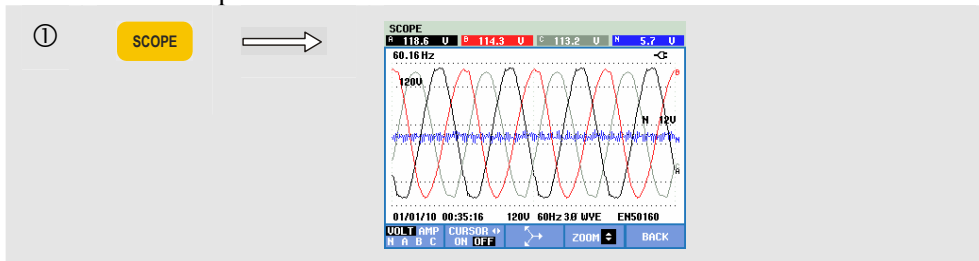 ① SCOPE
SCOPE
A 118.6 V B 114.3 V C 113.2 V N 5.7 V
60.16 Hz
120V
B
N 12V
N
C
A
01/01/10 00:35:16 120V 60Hz 3.Ø WYE EN50160
VOLT AMP CURSOR ZOOM BACK
N A B C ON OFF